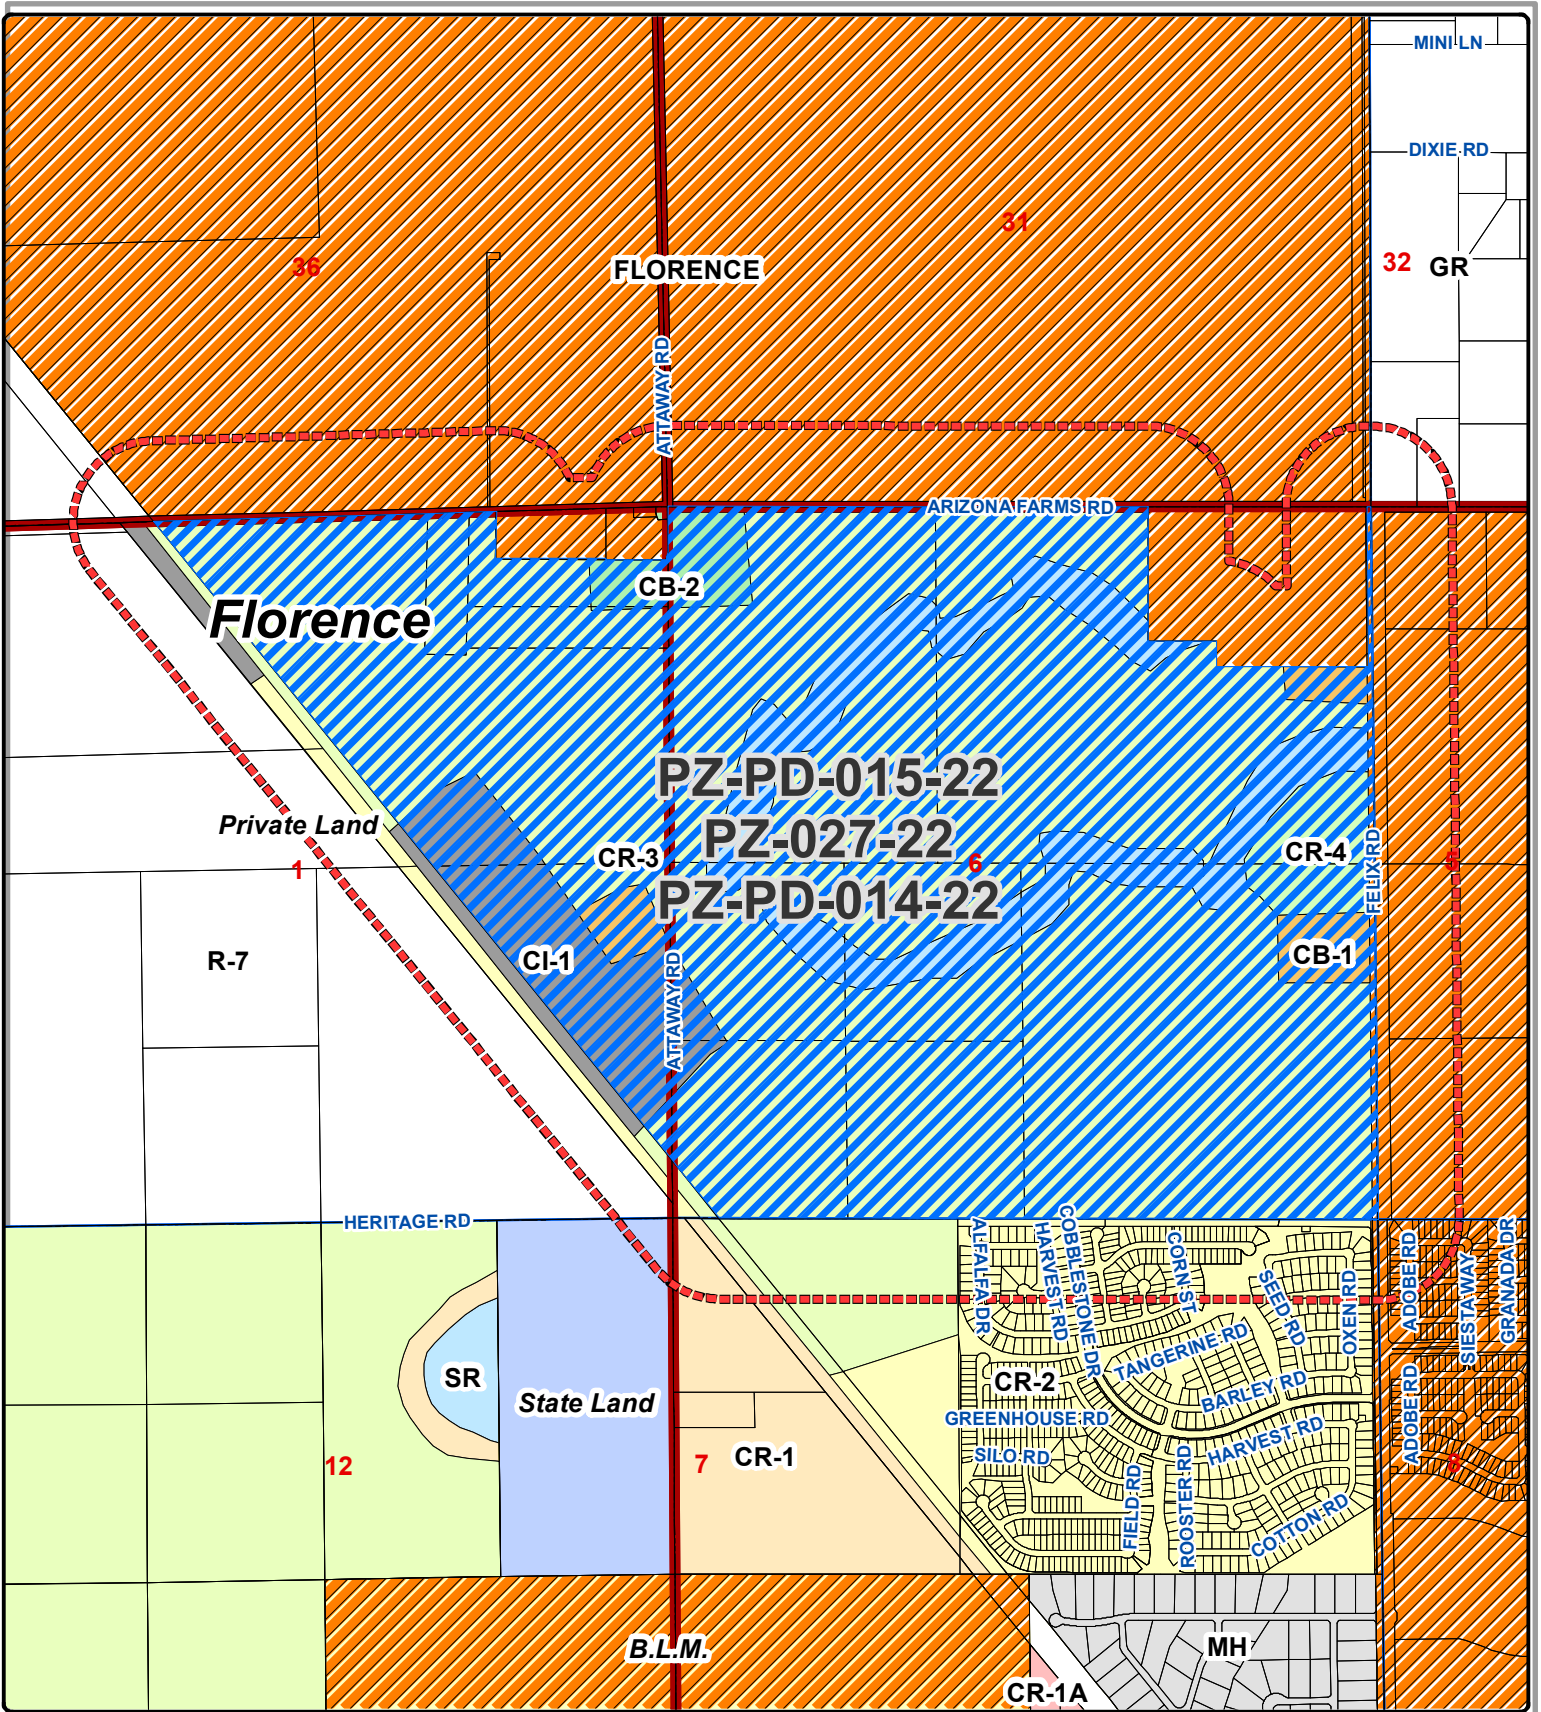 MINI LN
DIXIE RD
31
36
FLORENCE
32
GR
ATTAWAY RD
ARIZONA FARMS RD
CB-2
Florence
PZ-PD-015-22
PZ-027-22
PZ-PD-014-22
Private Land
1
CR-3
6
CR-4
FELIX RD
R-7
CI-1
CB-1
ATTAWAY RD
HERITAGE RD
ALFALFA DR
HARVEST RD
COBBLESTONE DR
CORN ST
SEED RD
OXEN RD
ADOBE RD
SIESTA WAY
GRANADA DR
TANGERINE RD
SR
State Land
CR-2
BARLEY RD
GREENHOUSE RD
HARVEST RD
SILO RD
ADOBE RD
12
7
CR-1
8
FIELD RD
ROOSTER RD
COTTON RD
B.L.M.
MH
CR-1A